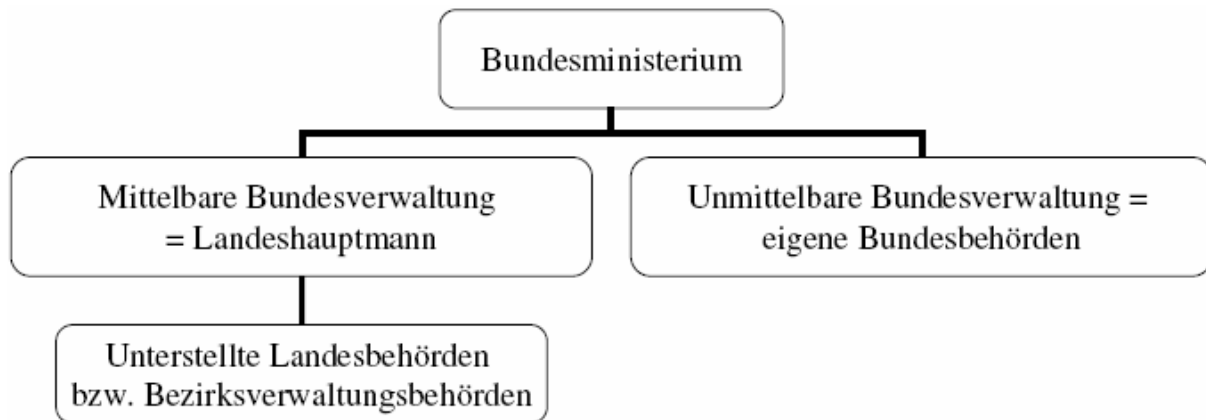 Bundesministerium
Mittelbare Bundesverwaltung
= Landeshauptmann
Unmittelbare Bundesverwaltung =
eigene Bundesbehörden
Unterstellte Landesbehörden
bzw. Bezirksverwaltungsbehörden